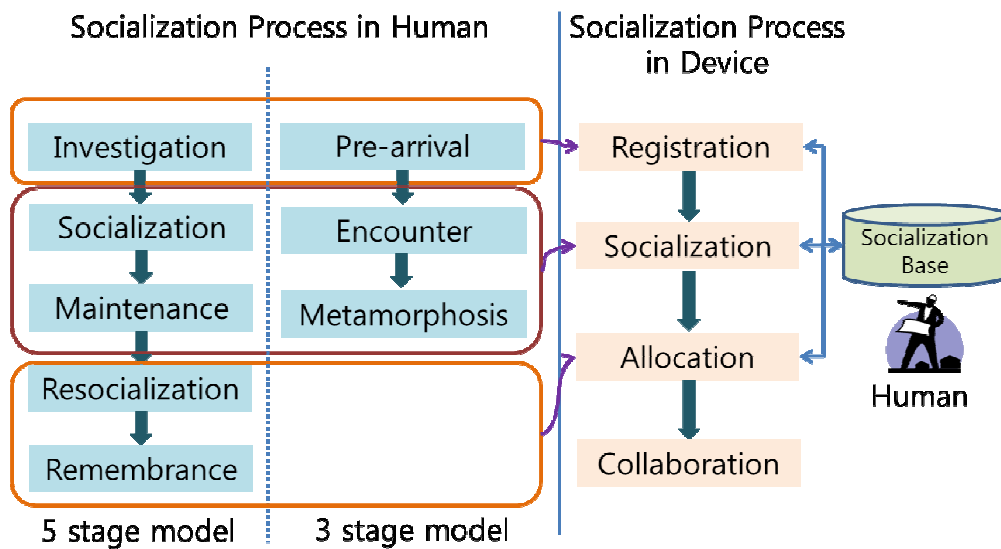 Socialization Process in Human
Socialization Process
in Device
Investigation
Pre-arrival
Registration
Socialization
Encounter
Socialization
Socialization
Base
Maintenance
Metamorphosis
Allocation
Resocialization
Human
Remembrance
Collaboration
5 stage model
3 stage model